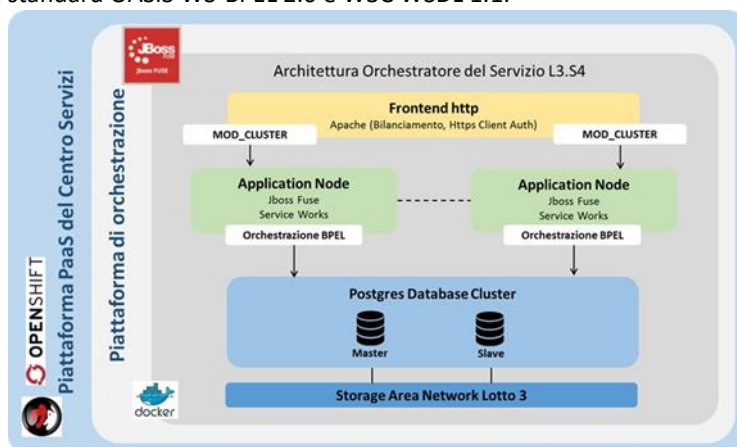 standard OASIS WS-BPEL 2.0 e W3C WSDL 1.1.
Piattaforma PaaS del Centro Servizi
OPENSHIFT
Piattaforma di orchestrazione
JBoss
Jboss FUSE
docker
Architettura Orchestratore del Servizio L3.S4
Frontend http
Apache (Bilanciamento, Https Client Auth)
MOD_CLUSTER
MOD_CLUSTER
Application Node
Jboss Fuse
Service Works
Orchestrazione BPEL
Application Node
Jboss Fuse
Service Works
Orchestrazione BPEL
Postgres Database Cluster
Master
Slave
Storage Area Network Lotto 3